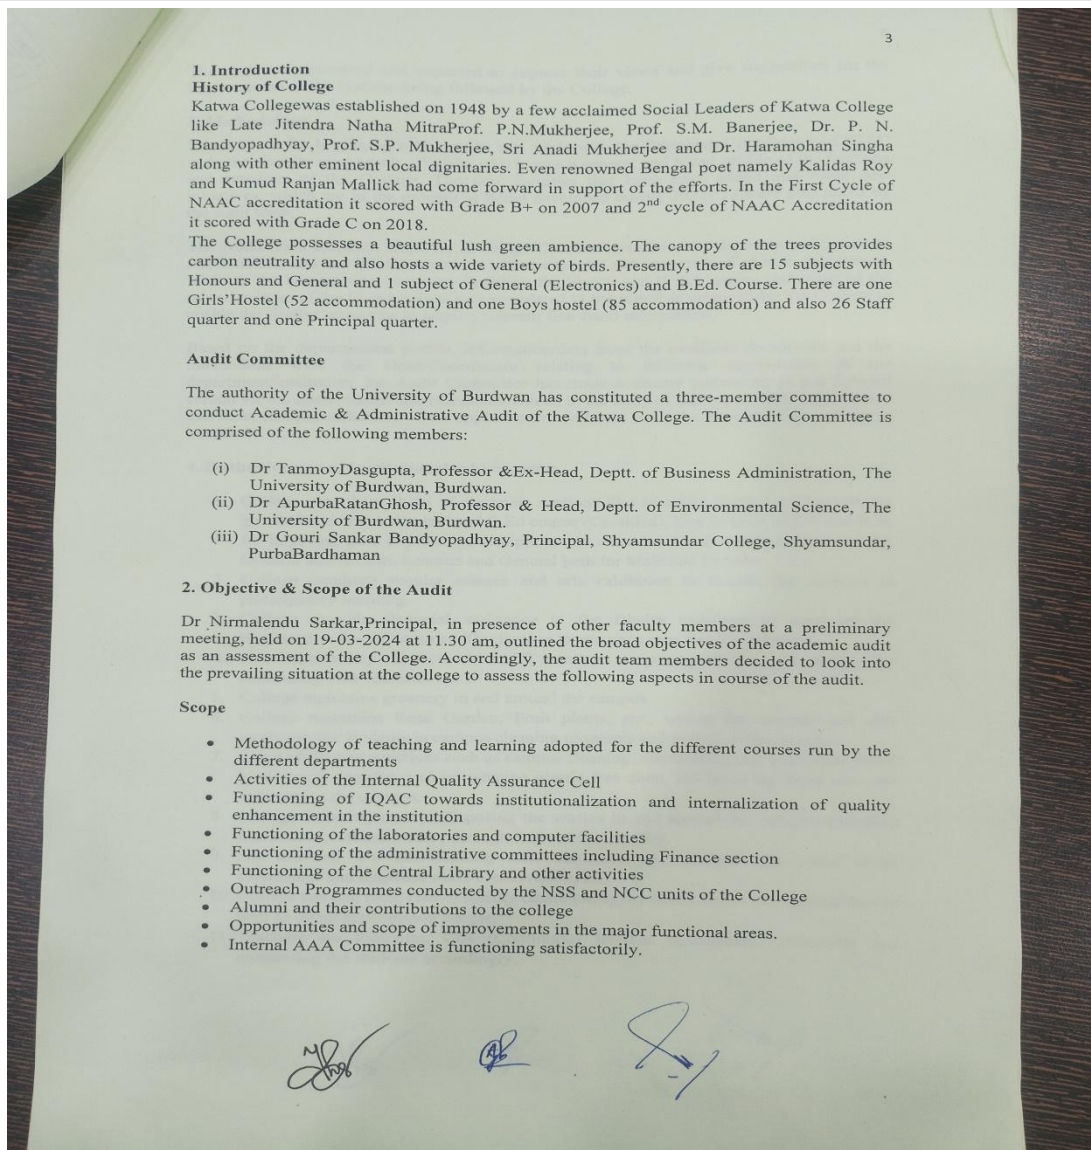 3
1. Introduction
History of College
Katwa Collegewas established on 1948 by a few acclaimed Social Leaders of Katwa College
like Late Jitendra Natha MitraProf. P.N.Mukherjee, Prof. S.M. Banerjee, Dr. P. N.
Bandyopadhyay, Prof. S.P. Mukherjee, Sri Anadi Mukherjee and Dr. Haramohan Singha
along with other eminent local dignitaries. Even renowned Bengal poet namely Kalidas Roy
and Kumud Ranjan Mallick had come forward in support of the efforts. In the First Cycle of
NAAC accreditation it scored with Grade B+ on 2007 and 2nd cycle of NAAC Accreditation
it scored with Grade C on 2018.
The College possesses a beautiful lush green ambience. The canopy of the trees provides
carbon neutrality and also hosts a wide variety of birds. Presently, there are 15 subjects with
Honours and General and 1 subject of General (Electronics) and B.Ed. Course. There are one
Girls'Hostel (52 accommodation) and one Boys hostel (85 accommodation) and also 26 Staff
quarter and one Principal quarter.
Audit Committee
The authority of the University of Burdwan has constituted a three-member committee to
conduct Academic & Administrative Audit of the Katwa College. The Audit Committee is
comprised of the following members:
(i) Dr TanmoyDasgupta, Professor &Ex-Head, Deptt. of Business Administration, The
University of Burdwan, Burdwan.
(ii) Dr ApurbaRatanGhosh, Professor & Head, Deptt. of Environmental Science, The
University of Burdwan, Burdwan.
(iii) Dr Gouri Sankar Bandyopadhyay, Principal, Shyamsundar College, Shyamsundar,
PurbaBardhaman
2. Objective & Scope of the Audit
Dr Nirmalendu Sarkar,Principal, in presence of other faculty members at a preliminary
meeting, held on 19-03-2024 at 11.30 am, outlined the broad objectives of the academic audit
as an assessment of the College. Accordingly, the audit team members decided to look into
the prevailing situation at the college to assess the following aspects in course of the audit.
Scope
• Methodology of teaching and learning adopted for the different courses run by the
different departments
• Activities of the Internal Quality Assurance Cell
• Functioning of IQAC towards institutionalization and internalization of quality
enhancement in the institution
• Functioning of the laboratories and computer facilities
• Functioning of the administrative committees including Finance section
• Functioning of the Central Library and other activities
• Outreach Programmes conducted by the NSS and NCC units of the College
• Alumni and their contributions to the college
• Opportunities and scope of improvements in the major functional areas.
• Internal AAA Committee is functioning satisfactorily.